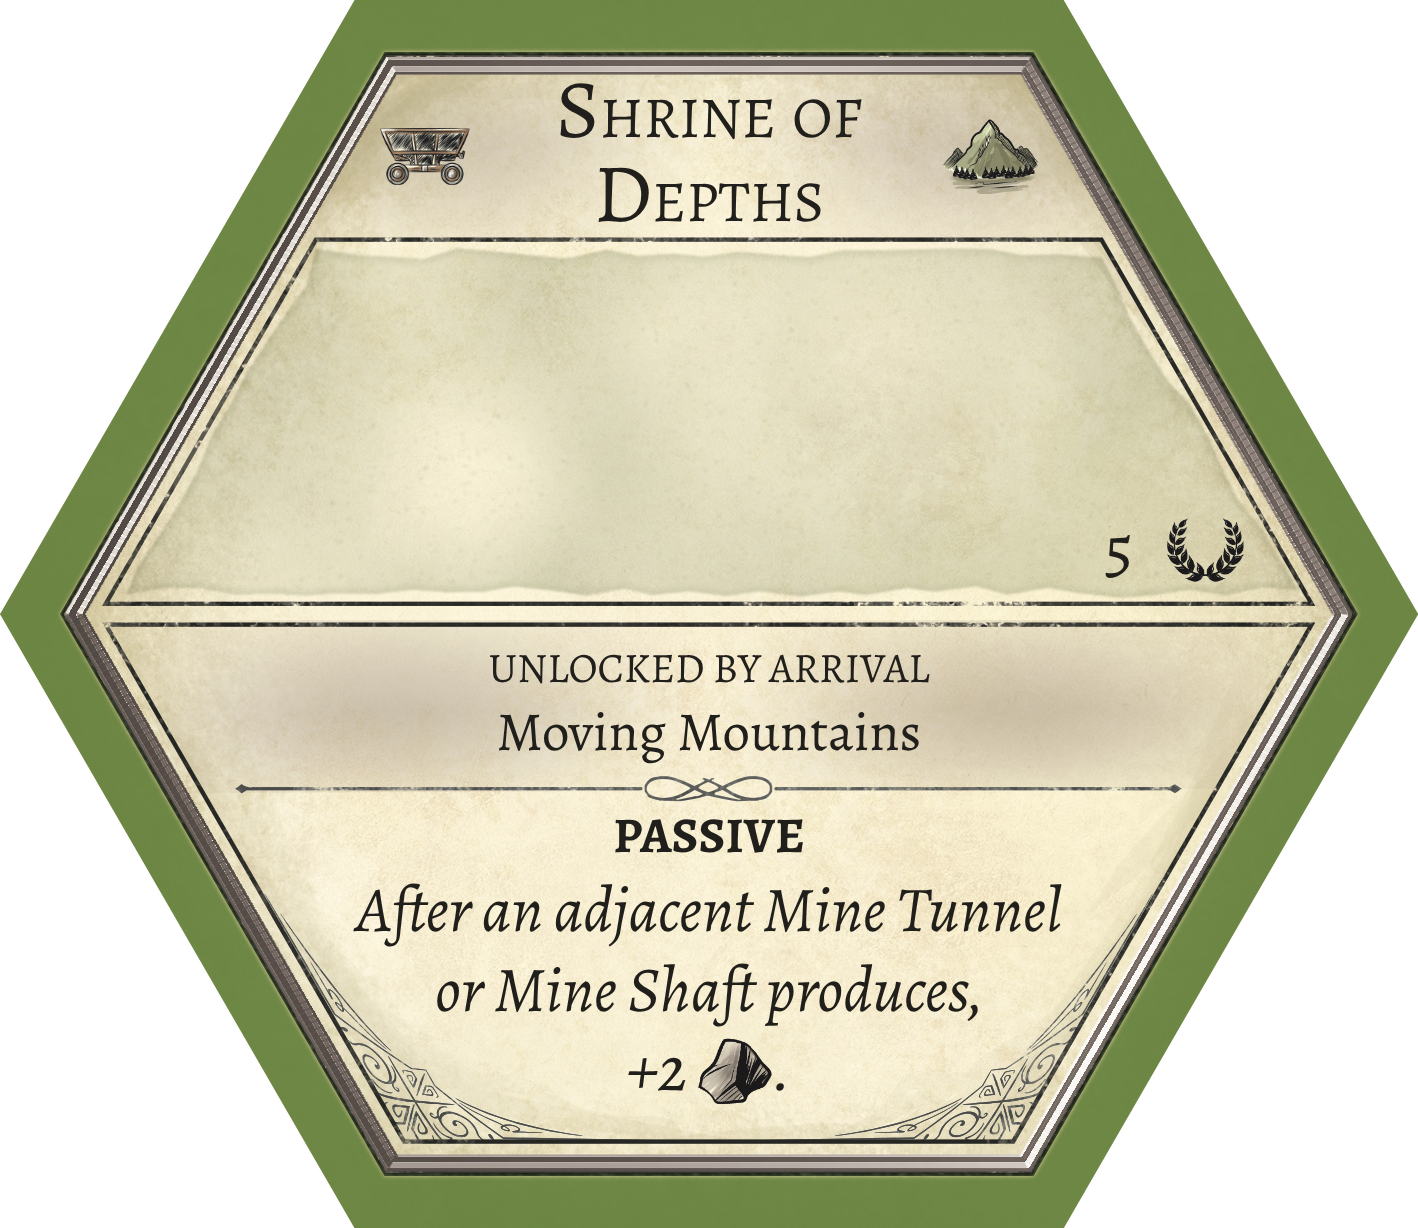 Shrine of
Depths
5
UNLOCKED BY ARRIVAL
Moving Mountains
PASSIVE
After an adjacent Mine Tunnel
or Mine Shaft produces,
+2 .